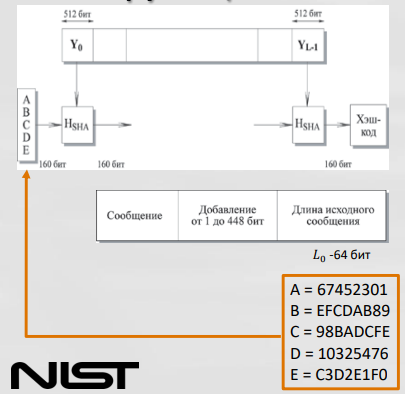 512 бит
512 бит
Y0
YL-1
A
B
C
D
E
HSHA
HSHA
Хэш-
код
160 бит
160 бит
160 бит
Сообщение
Добавление
от 1 до 448 бит
Длина исходного
сообщения
L0 -64 бит
A = 67452301
B = EFCDAB89
C = 98BADCFE
D = 10325476
E = C3D2E1F0
NIST